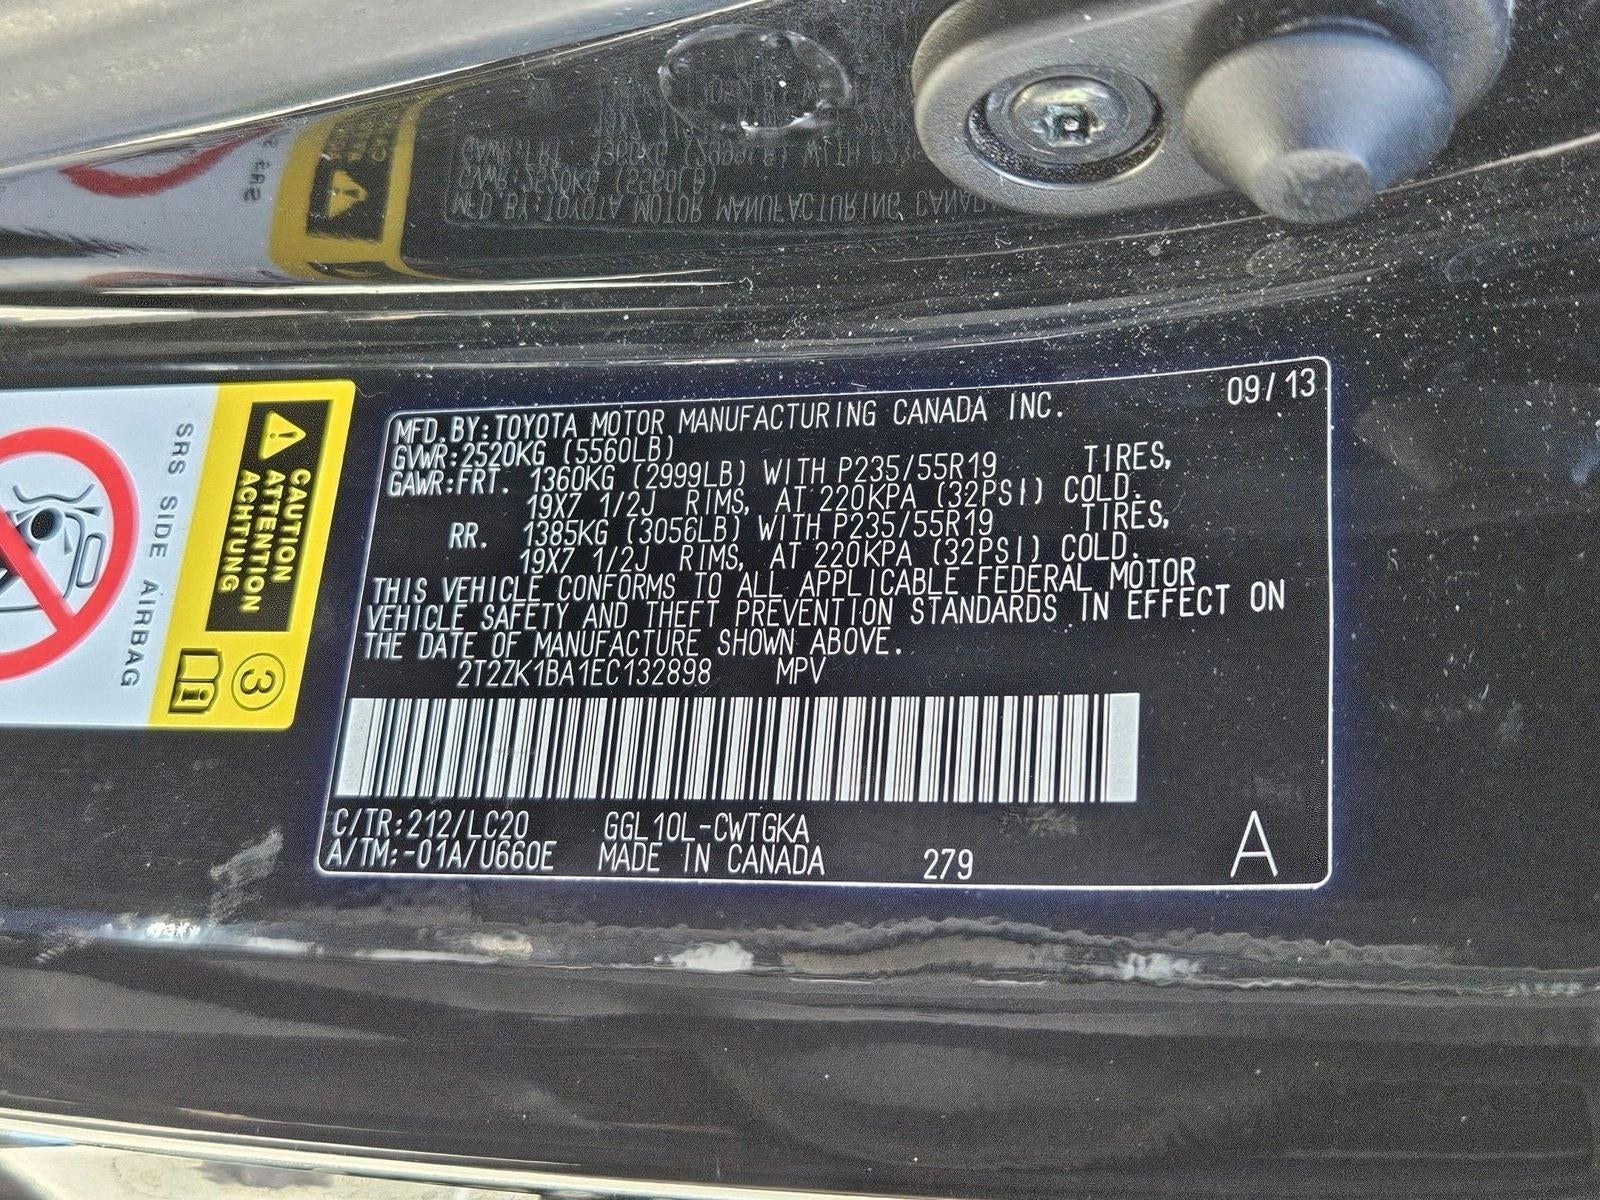 09/13
MFD.BY:TOYOTA MOTOR MANUFACTURING CANADA INC.
GVWR:2520KG (5560LB)
GAWR:FRT. 1360KG (2999LB) WITH P235/55R19 TIRES,
19X7 1/2J RIMS, AT 220KPA (32PSI) COLD.
RR. 1385KG (3056LB) WITH P235/55R19 TIRES,
19X7 1/2J RIMS, AT 220KPA (32PSI) COLD.
THIS VEHICLE CONFORMS TO ALL APPLICABLE FEDERAL MOTOR
VEHICLE SAFETY AND THEFT PREVENTION STANDARDS IN EFFECT ON
THE DATE OF MANUFACTURE SHOWN ABOVE.
2T2ZK1BA1EC132898 MPV
C/TR:212/LC20 GGL10L-CWTGKA
A/TM:-01A/U660E MADE IN CANADA 279 A
CAUTION
ATTENTION
ACHTUNG
3
SRS SIDE AIRBAG